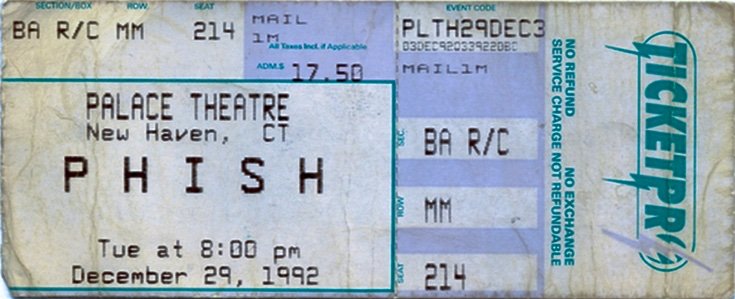 SECTION/BOX ROW SEAT
BA R/C MM 214
MAIL
1M
All Taxes Incl. if Applicable
ADM.$ 17.50
PALACE THEATRE
New Haven, CT
PHISH
Tue at 8:00 pm
December 29, 1992
EVENT CODE
PLTH29DEC3
03DEC920339220BC
MAIL1M
SEC.
BA R/C
ROW
MM
SEAT
214
NO REFUND NO EXCHANGE
SERVICE CHARGE NOT REFUNDABLE
TICKETPRO